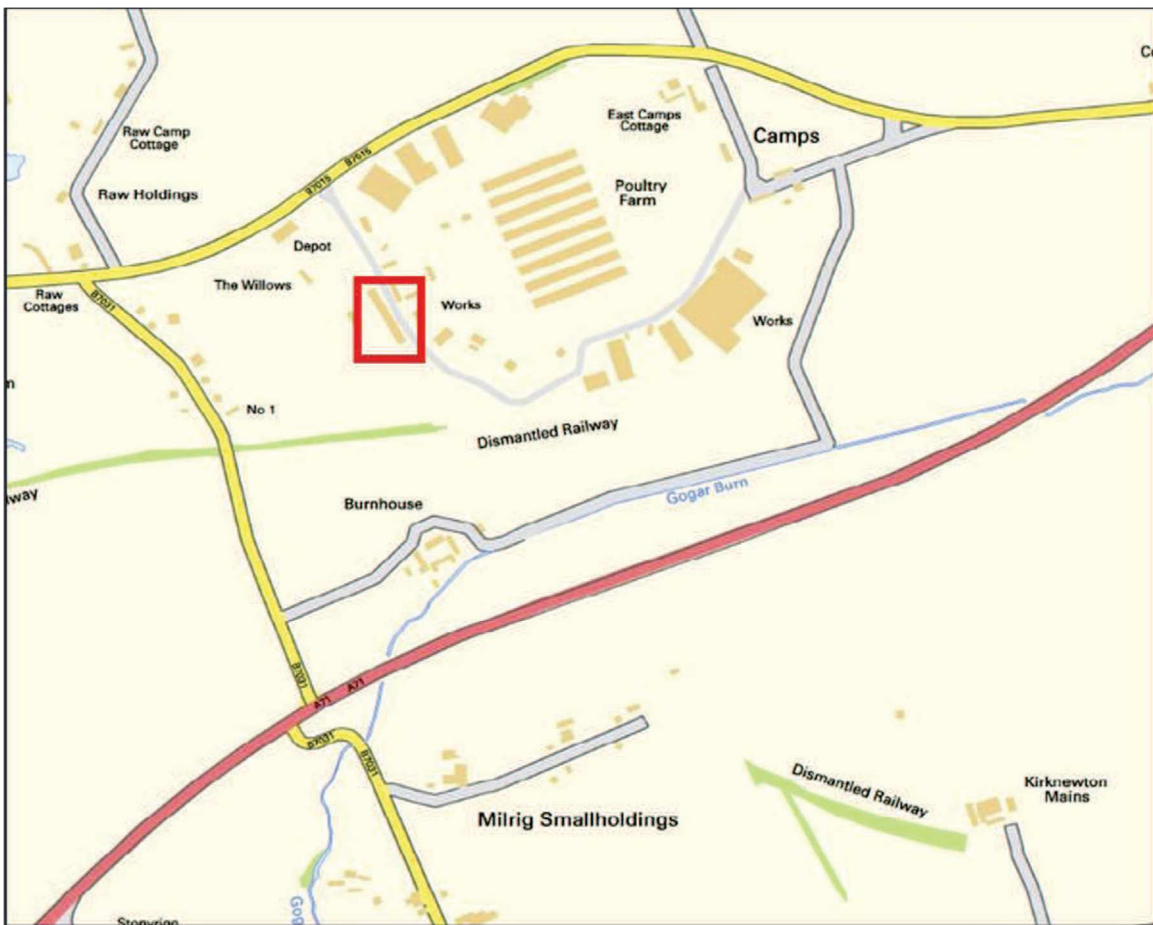 Raw Camp
Cottage
Raw Holdings
B7015
B7015
East Camps
Cottage
Camps
Poultry
Farm
Depot
The Willows
Raw
Cottages
B7031
Works
Works
No 1
Dismantled Railway
Burnhouse
Gogar Burn
B7031
A71
A71
B7031
B7031
Milrig Smallholdings
Dismantled Railway
Kirknewton
Mains